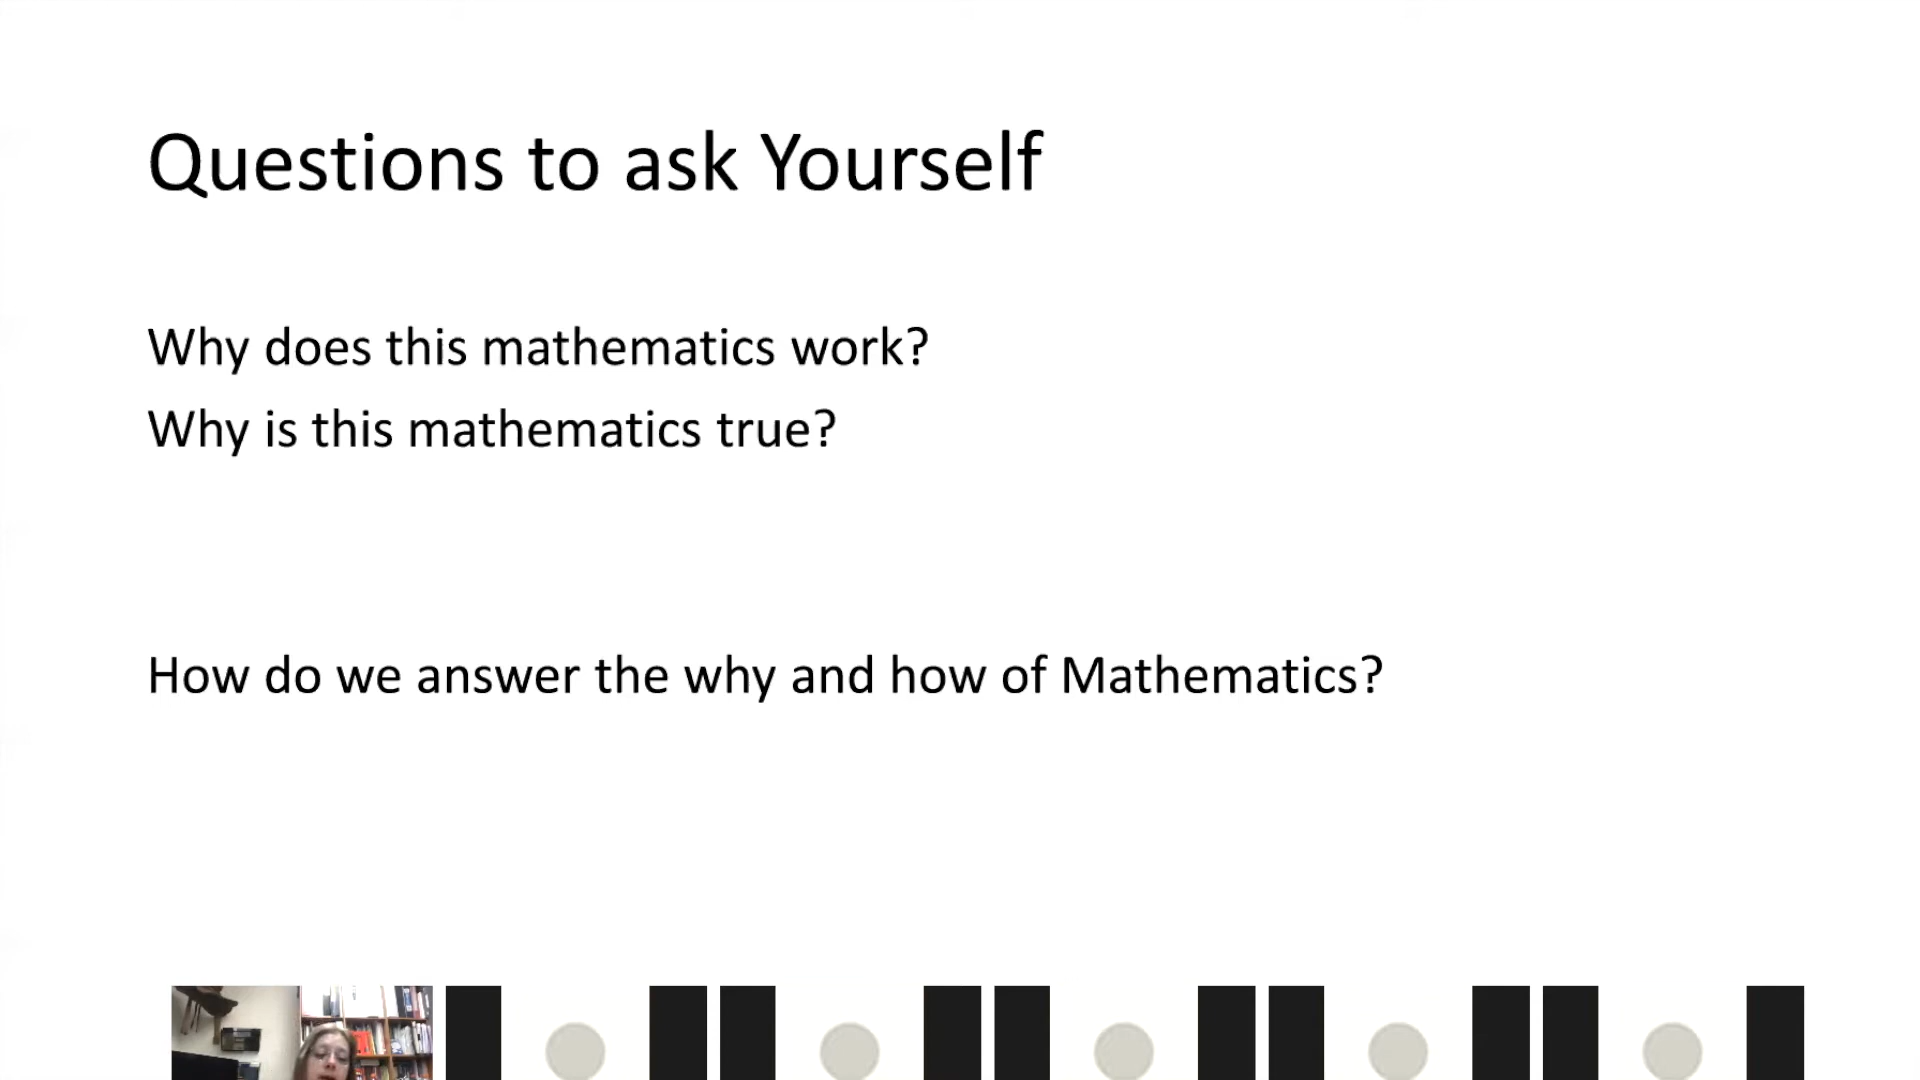 Questions to ask Yourself
Why does this mathematics work?
Why is this mathematics true?
How do we answer the why and how of Mathematics?